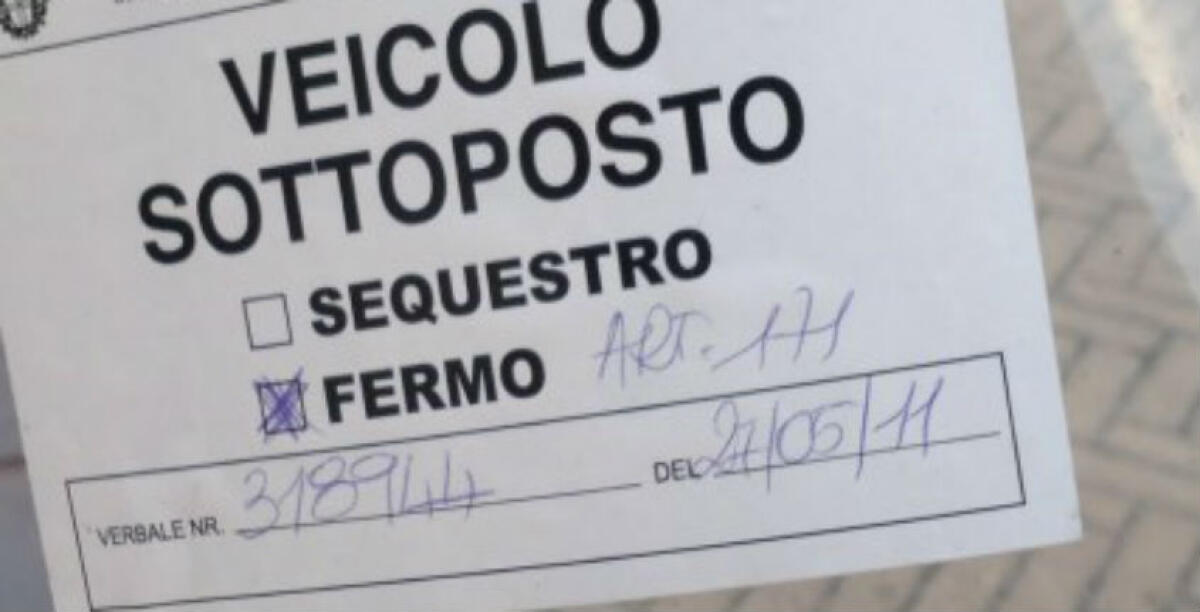 VEICOLO
SOTTOPOSTO
SEQUESTRO
FERMO ART. 171
VERBALE NR. 318944 DEL 27/05/11